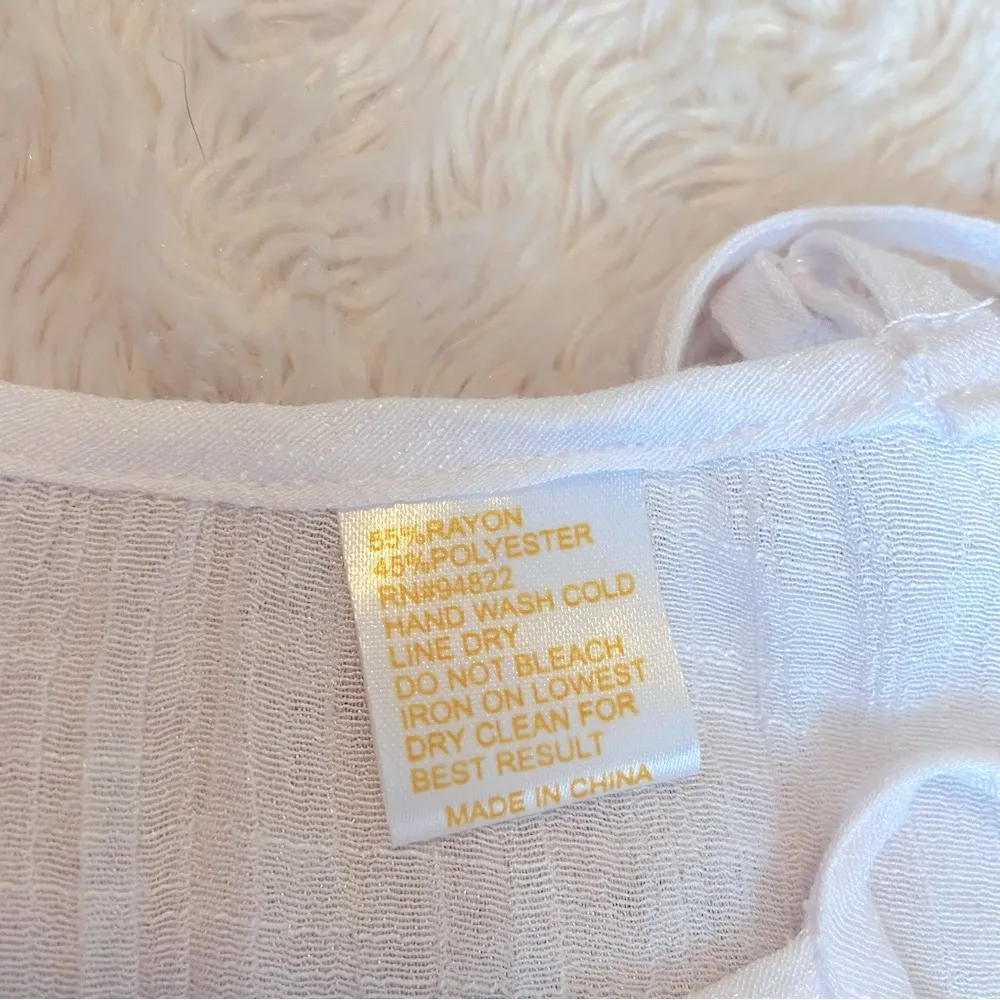 55%RAYON
45%POLYESTER
RN#94822
HAND WASH COLD
LINE DRY
DO NOT BLEACH
IRON ON LOWEST
DRY CLEAN FOR
BEST RESULT
MADE IN CHINA